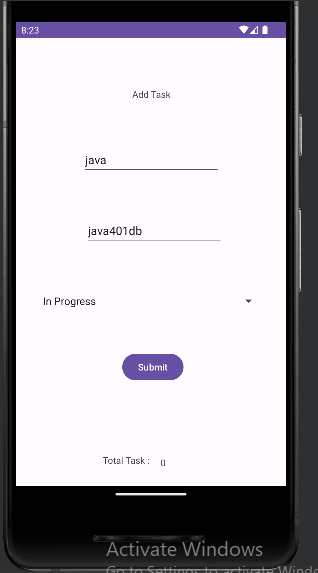 8:23
Add Task
java
java401db
In Progress
Submit
Total Task : 0
Activate Windows
Go to Settings to activate Windo